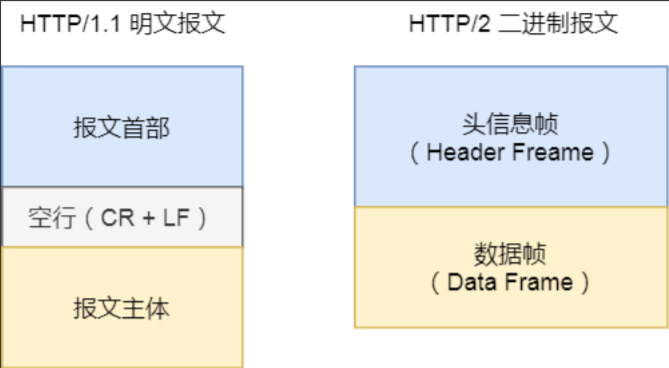 HTTP/1.1 明文报文
HTTP/2 二进制报文
报文首部
空行（CR + LF）
报文主体
头信息帧
（Header Freame）
数据帧
（Data Frame）